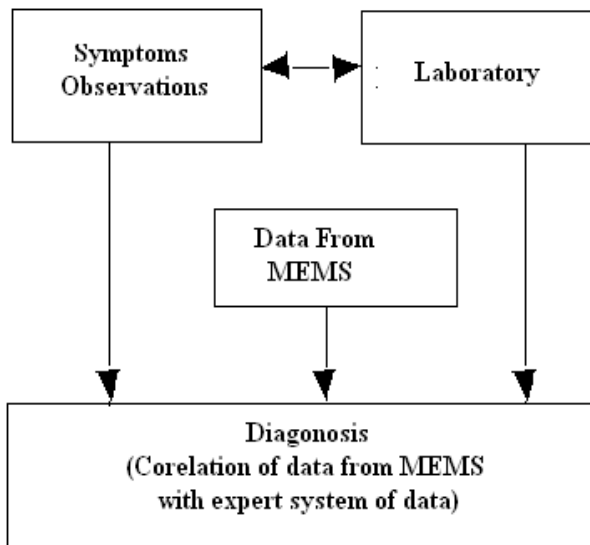 Symptoms
Observations
Laboratory
Data From
MEMS
Diagonosis
(Corelation of data from MEMS
with expert system of data)